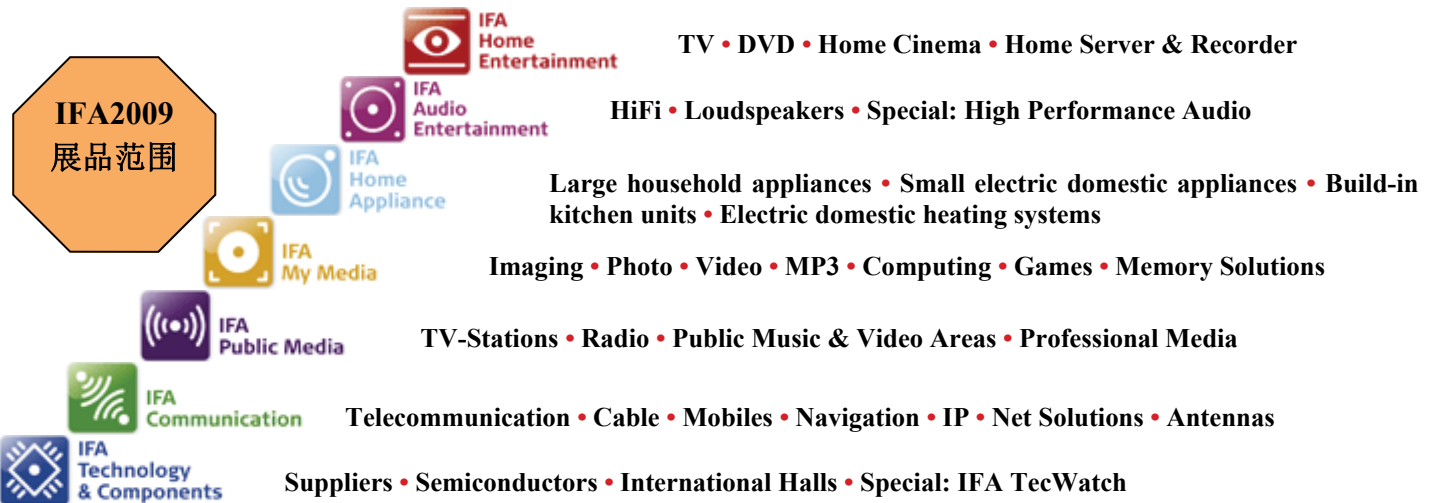 IFA2009
展品范围
IFA
Home
Entertainment
TV • DVD • Home Cinema • Home Server & Recorder
IFA
Audio
Entertainment
HiFi • Loudspeakers • Special: High Performance Audio
IFA
Home
Appliance
Large household appliances • Small electric domestic appliances • Build-in
kitchen units • Electric domestic heating systems
IFA
My Media
Imaging • Photo • Video • MP3 • Computing • Games • Memory Solutions
IFA
Public Media
TV-Stations • Radio • Public Music & Video Areas • Professional Media
IFA
Communication
Telecommunication • Cable • Mobiles • Navigation • IP • Net Solutions • Antennas
IFA
Technology
& Components
Suppliers • Semiconductors • International Halls • Special: IFA TecWatch